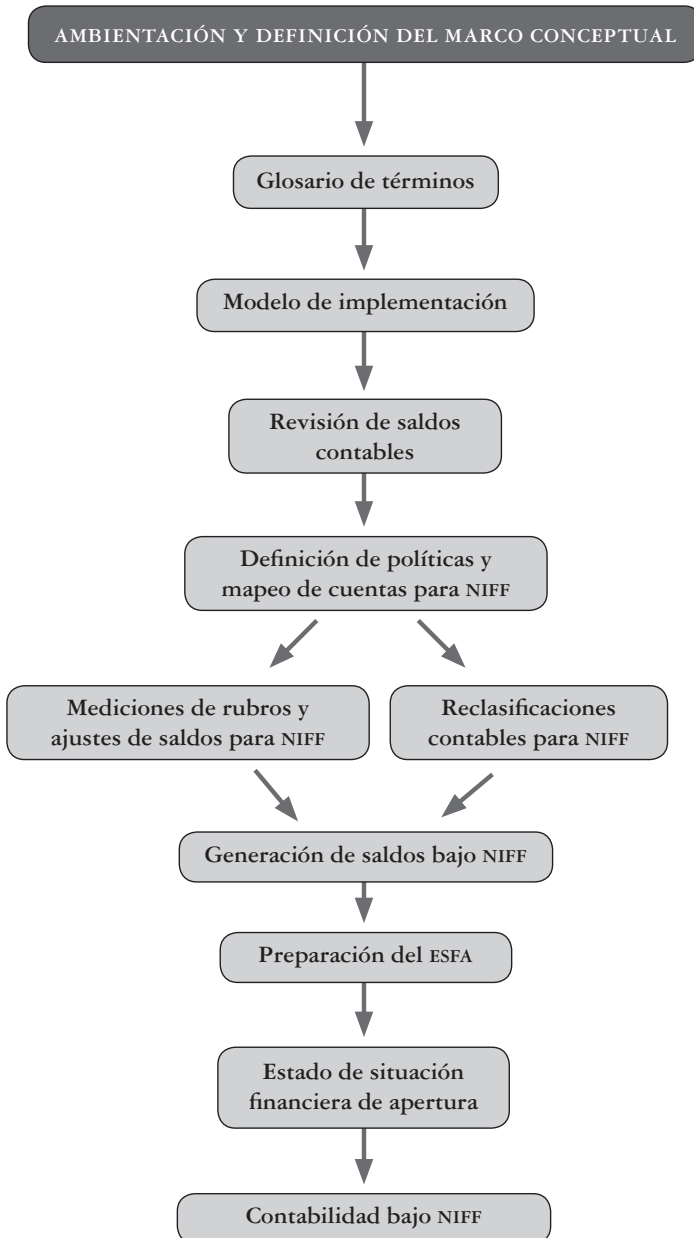 AMBIENTACIÓN Y DEFINICIÓN DEL MARCO CONCEPTUAL
Glosario de términos
Modelo de implementación
Revisión de saldos
contables
Definición de políticas y
mapeo de cuentas para NIFF
Mediciones de rubros y
ajustes de saldos para NIFF
Reclasificaciones
contables para NIFF
Generación de saldos bajo NIFF
Preparación del ESFA
Estado de situación
financiera de apertura
Contabilidad bajo NIFF